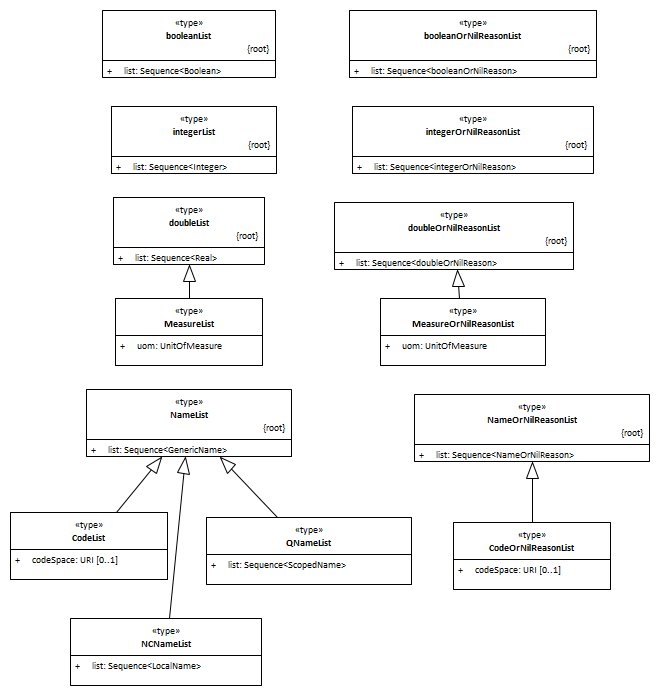 «type»
booleanList
{root}
+ list: Sequence<Boolean>
«type»
booleanOrNilReasonList
{root}
+ list: Sequence<booleanOrNilReason>
«type»
integerList
{root}
+ list: Sequence<Integer>
«type»
integerOrNilReasonList
{root}
+ list: Sequence<integerOrNilReason>
«type»
doubleList
{root}
+ list: Sequence<Real>
«type»
doubleOrNilReasonList
{root}
+ list: Sequence<doubleOrNilReason>
«type»
MeasureList
+ uom: UnitOfMeasure
«type»
MeasureOrNilReasonList
+ uom: UnitOfMeasure
«type»
NameList
{root}
+ list: Sequence<GenericName>
«type»
NameOrNilReasonList
{root}
+ list: Sequence<NameOrNilReason>
«type»
CodeList
+ codeSpace: URI [0..1]
«type»
QNameList
+ list: Sequence<ScopedName>
«type»
CodeOrNilReasonList
+ codeSpace: URI [0..1]
«type»
NCNameList
+ list: Sequence<LocalName>